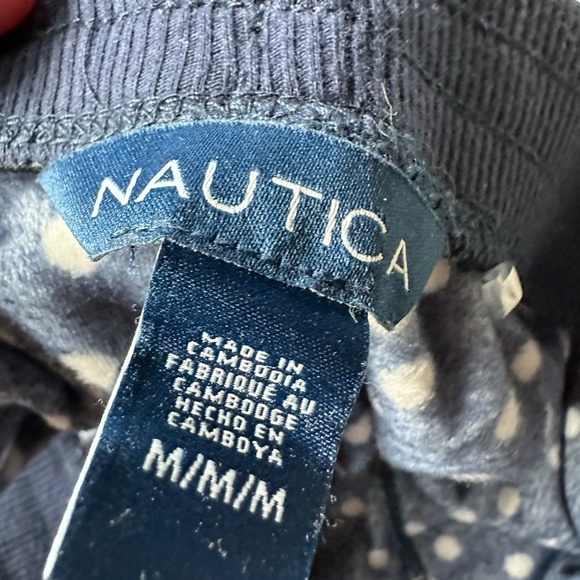 NAUTICA
MADE IN
CAMBODIA
FABRIQUÉ AU
CAMBODGE
HECHO EN
CAMBOYA
M/M/M